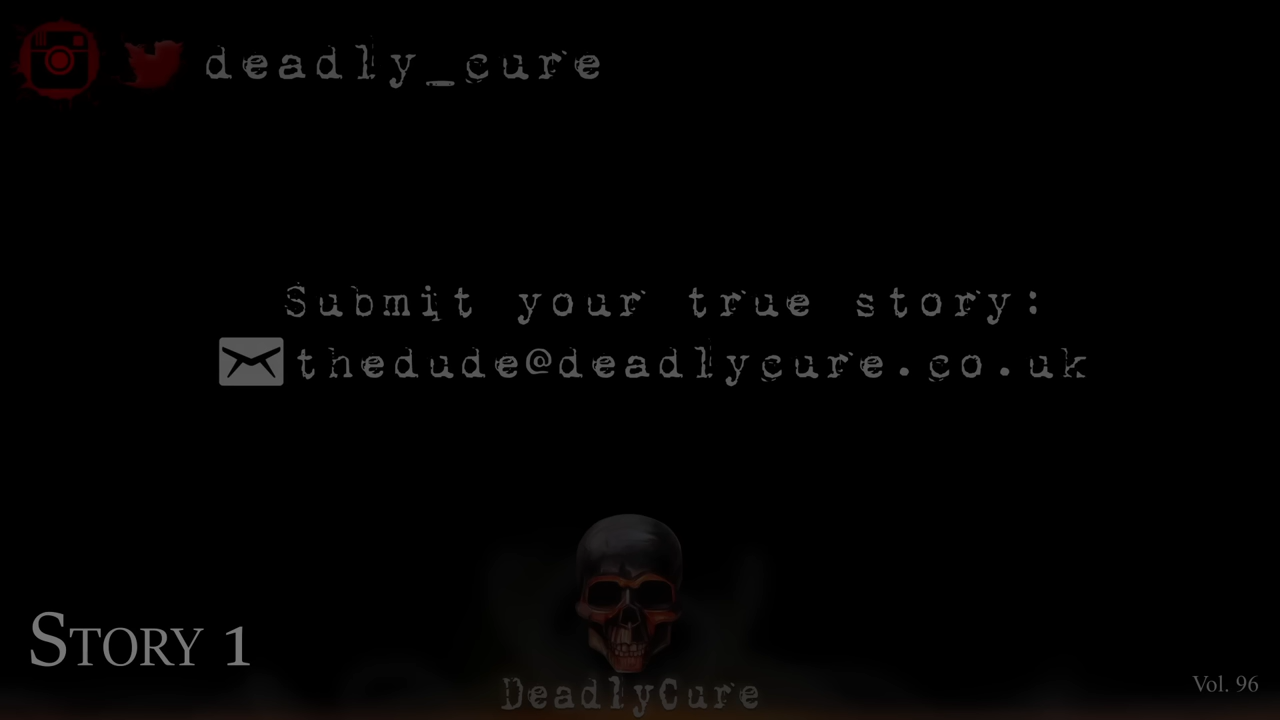 deadly_cure
Submit your true story:
thedude@deadlycure.co.uk
Story 1
DeadlyCure
Vol. 96